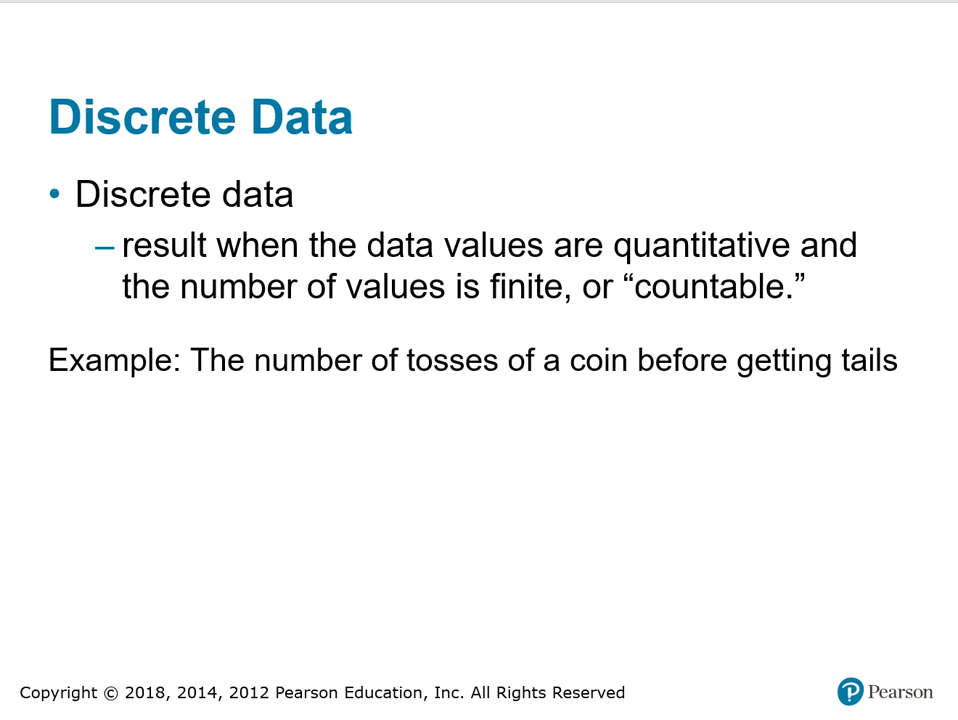 Discrete Data
• Discrete data
– result when the data values are quantitative and
the number of values is finite, or “countable.”
Example: The number of tosses of a coin before getting tails
Copyright © 2018, 2014, 2012 Pearson Education, Inc. All Rights Reserved
P Pearson